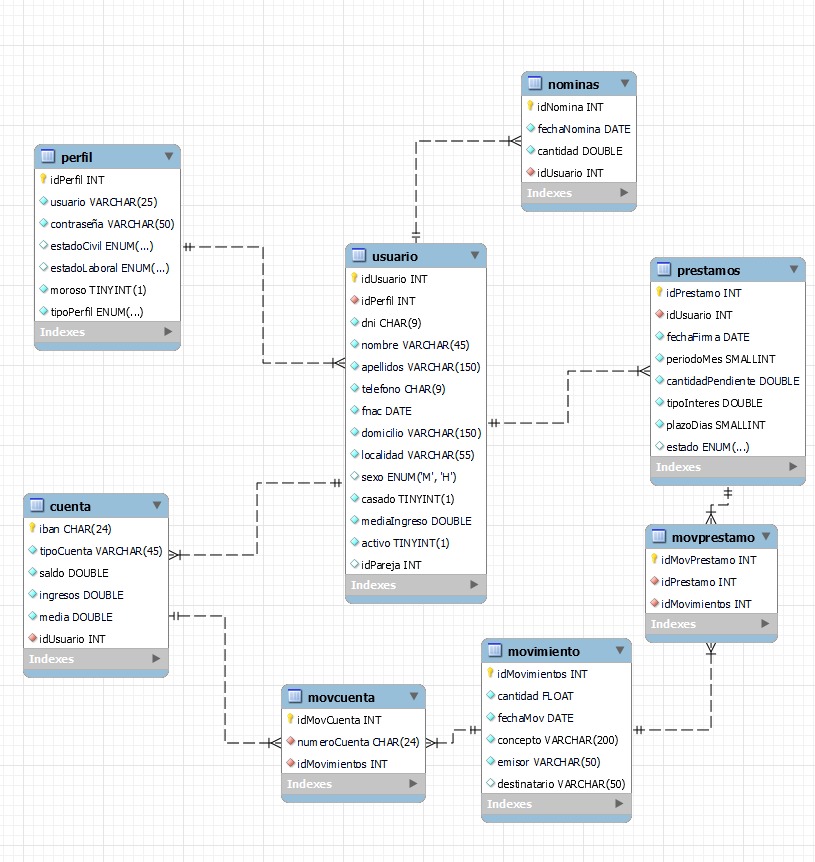 nominas
idNomina INT
fechaNomina DATE
cantidad DOUBLE
idUsuario INT
Indexes
perfil
idPerfil INT
usuario VARCHAR(25)
contraseña VARCHAR(50)
estadoCivil ENUM(...)
estadoLaboral ENUM(...)
moroso TINYINT(1)
tipoPerfil ENUM(...)
Indexes
usuario
idUsuario INT
idPerfil INT
dni CHAR(9)
nombre VARCHAR(45)
apellidos VARCHAR(150)
telefono CHAR(9)
fnac DATE
domicilio VARCHAR(150)
localidad VARCHAR(55)
sexo ENUM('M', 'H')
casado TINYINT(1)
mediaIngreso DOUBLE
activo TINYINT(1)
idPareja INT
Indexes
prestamos
idPrestamo INT
idUsuario INT
fechaFirma DATE
periodoMes SMALLINT
cantidadPendiente DOUBLE
tipoInteres DOUBLE
plazoDias SMALLINT
estado ENUM(...)
Indexes
cuenta
iban CHAR(24)
tipoCuenta VARCHAR(45)
saldo DOUBLE
ingresos DOUBLE
media DOUBLE
idUsuario INT
Indexes
movprestamo
idMovPrestamo INT
idPrestamo INT
idMovimientos INT
Indexes
movimiento
idMovimientos INT
cantidad FLOAT
fechaMov DATE
concepto VARCHAR(200)
emisor VARCHAR(50)
destinatario VARCHAR(50)
Indexes
movcuenta
idMovCuenta INT
numeroCuenta CHAR(24)
idMovimientos INT
Indexes